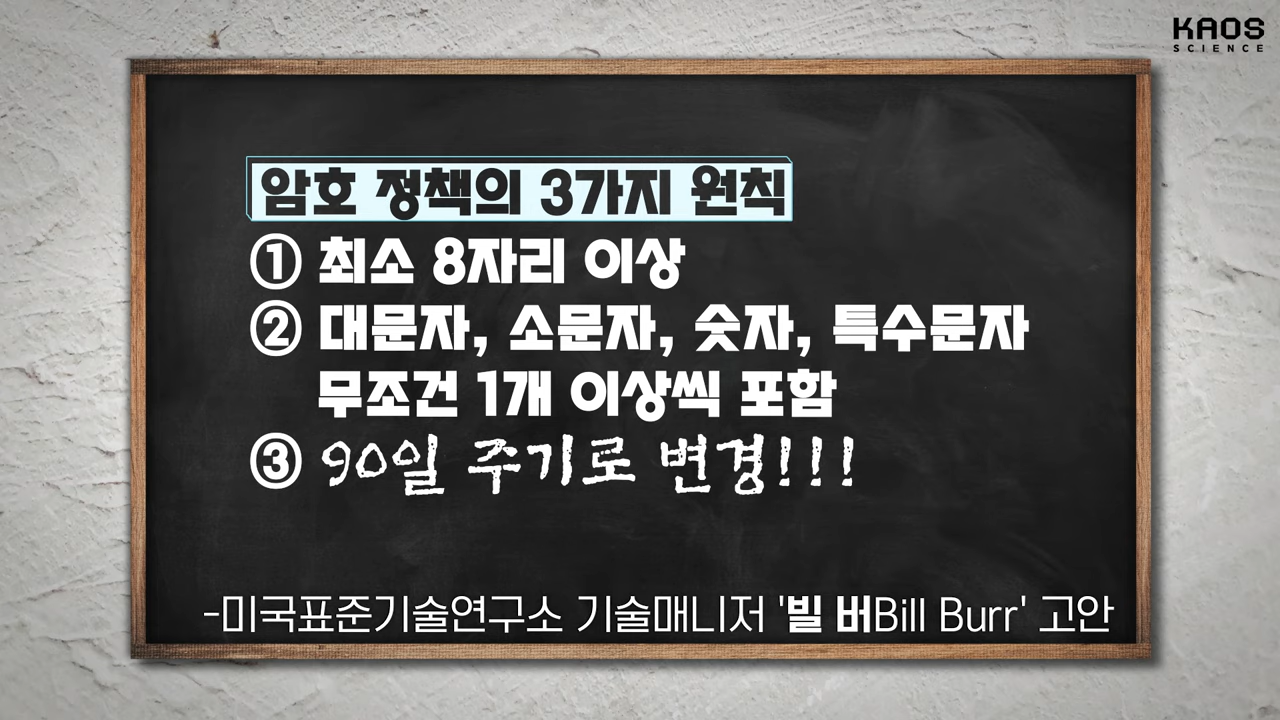 KAOS
SCIENCE
암호 정책의 3가지 원칙
① 최소 8자리 이상
② 대문자, 소문자, 숫자, 특수문자
무조건 1개 이상씩 포함
③ 90일 주기로 변경!!!
-미국표준기술연구소 기술매니저 '빌 버Bill Burr' 고안